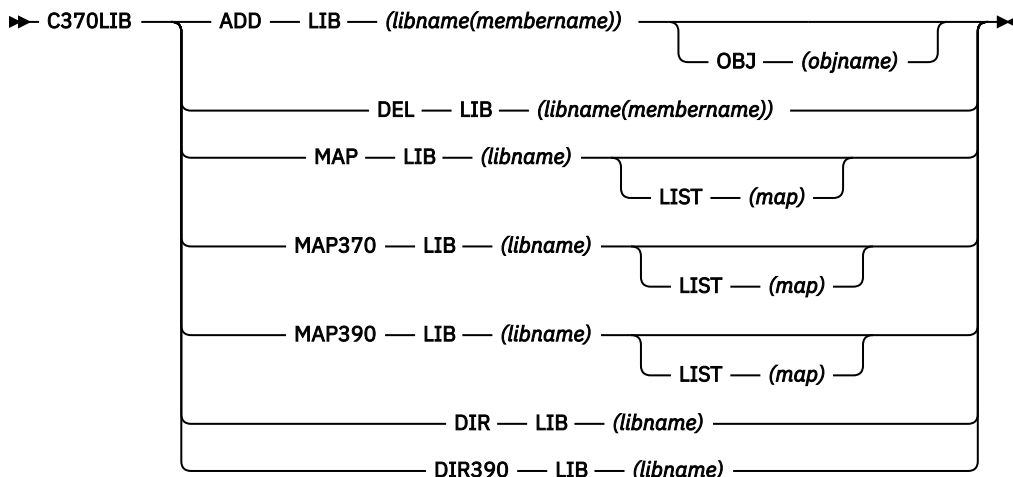 C370LIB ADD LIB (libname(membername))
OBJ (objname)
DEL LIB (libname(membername))
MAP LIB (libname)
LIST (map)
MAP370 LIB (libname)
LIST (map)
MAP390 LIB (libname)
LIST (map)
DIR LIB (libname)
DIR390 LIB (libname)